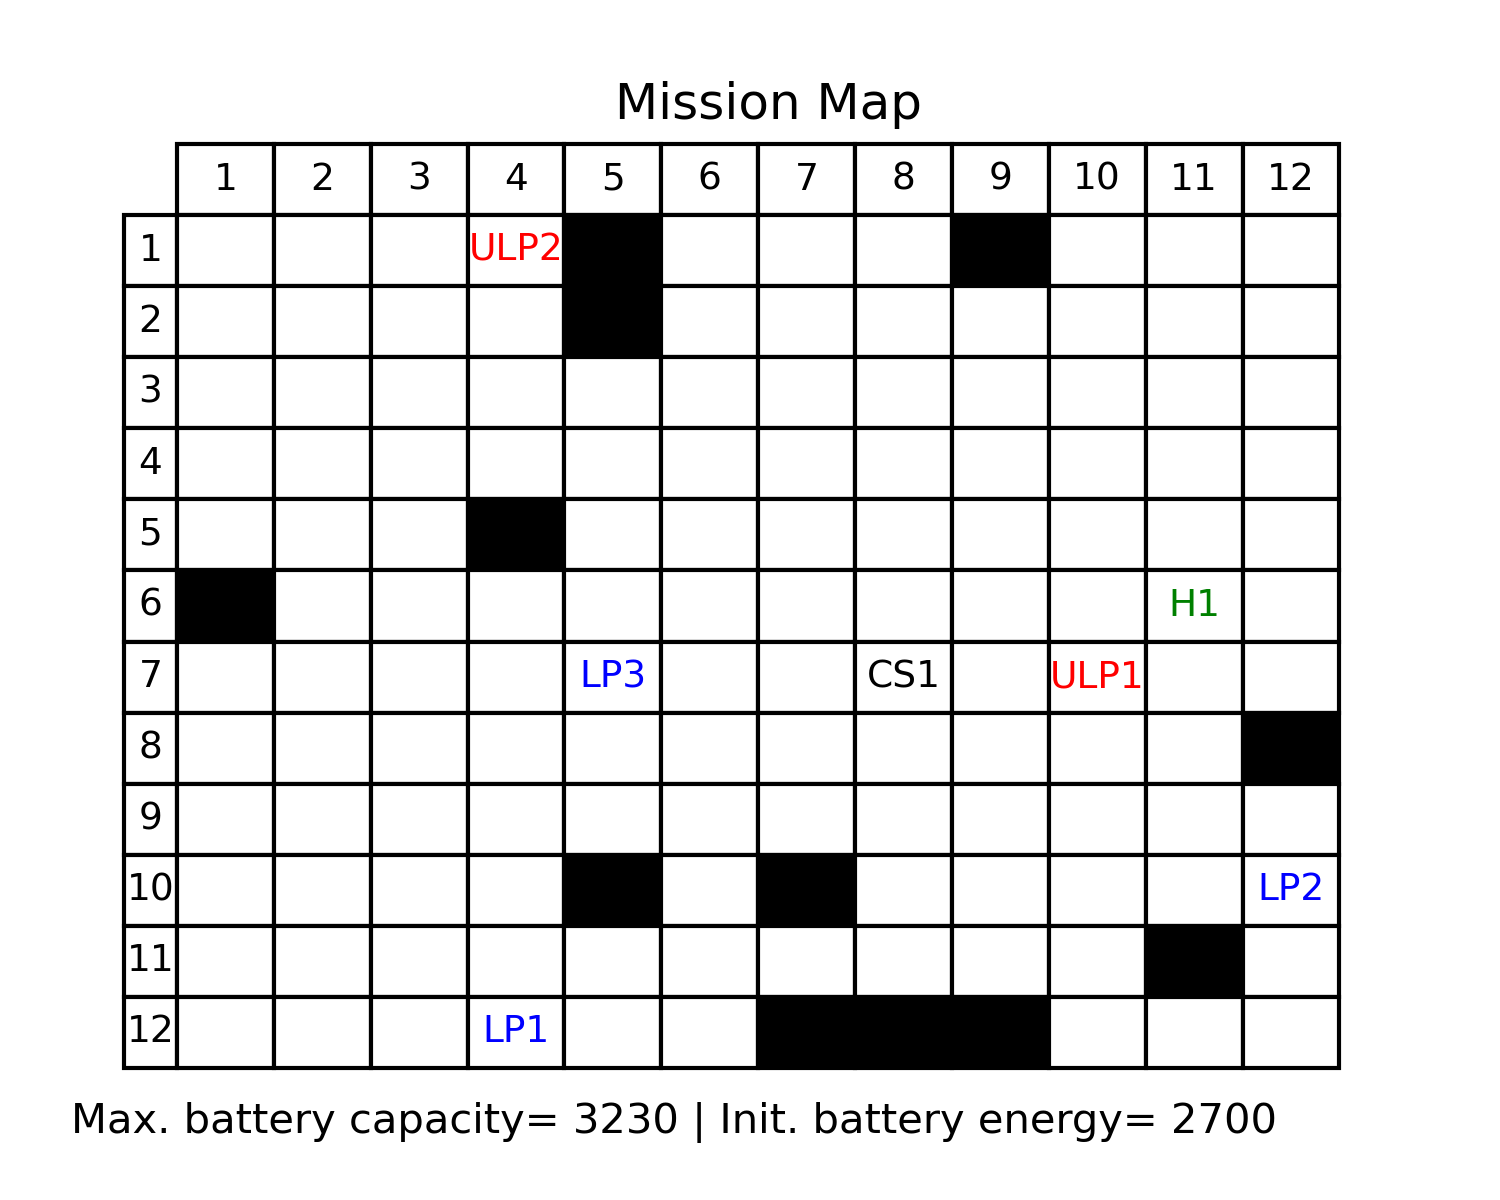 Mission Map
1 2 3 4 5 6 7 8 9 10 11 12
1 ULP2
2
3
4
5
6 H1
7 LP3 CS1 ULP1
8
9
10 LP2
11
12 LP1
Max. battery capacity= 3230 | Init. battery energy= 2700